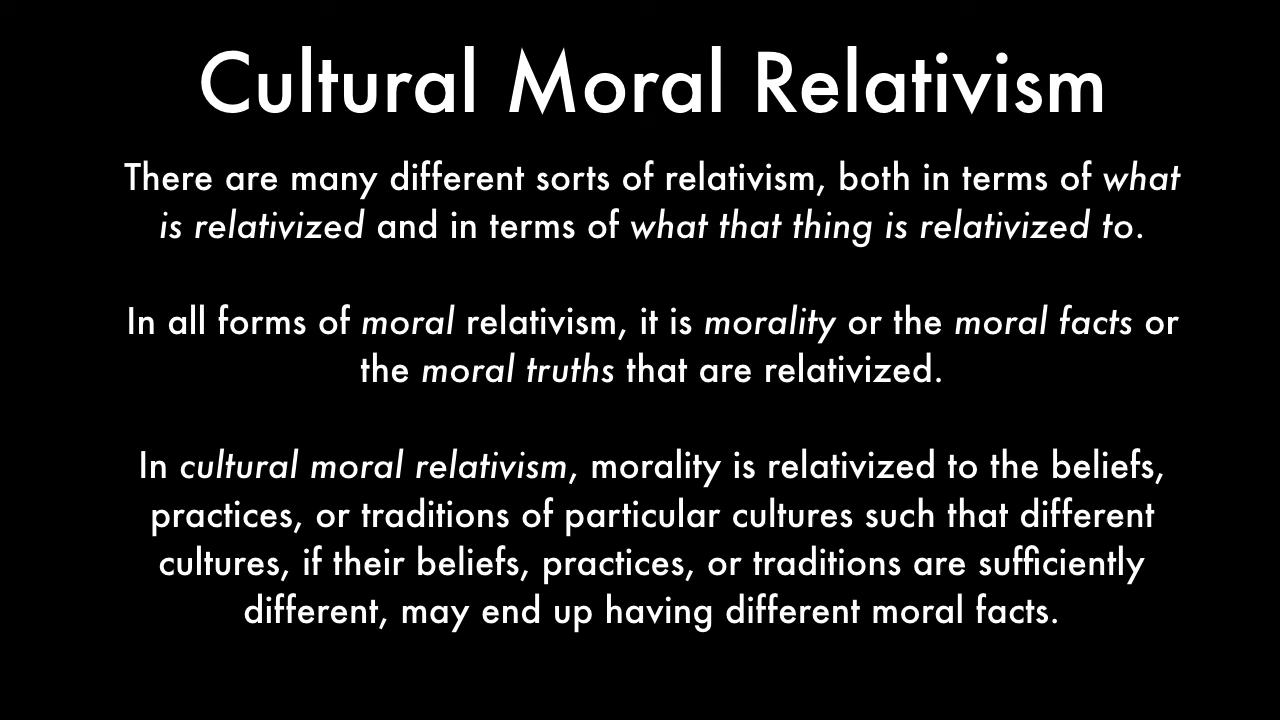 Cultural Moral Relativism
There are many different sorts of relativism, both in terms of what
is relativized and in terms of what that thing is relativized to.
In all forms of moral relativism, it is morality or the moral facts or
the moral truths that are relativized.
In cultural moral relativism, morality is relativized to the beliefs,
practices, or traditions of particular cultures such that different
cultures, if their beliefs, practices, or traditions are sufficiently
different, may end up having different moral facts.